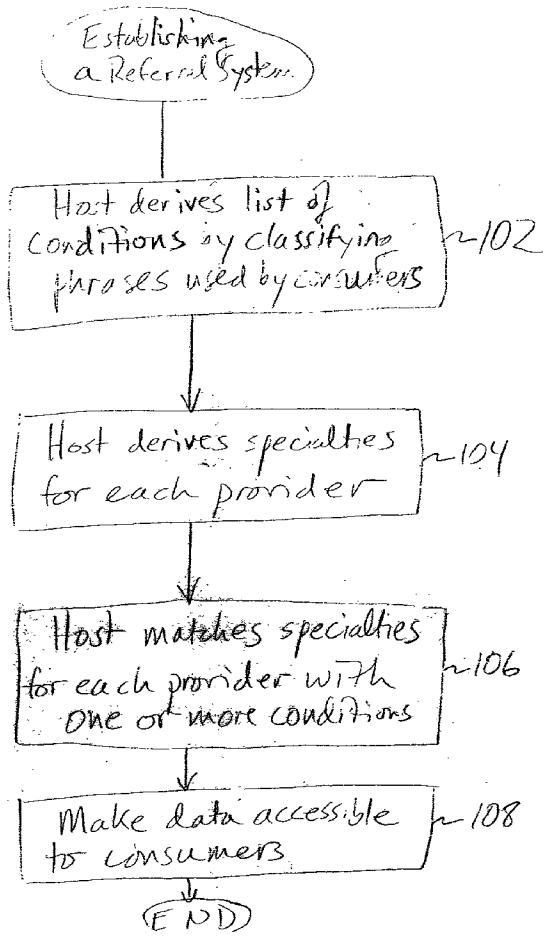 Establishing
a Referral System
Host derives list of
conditions by classifying
phrases used by consumers
~102
Host derives specialties
for each provider
~104
Host matches specialties
for each provider with
one or more conditions
~106
Make data accessible
to consumers
~108
END